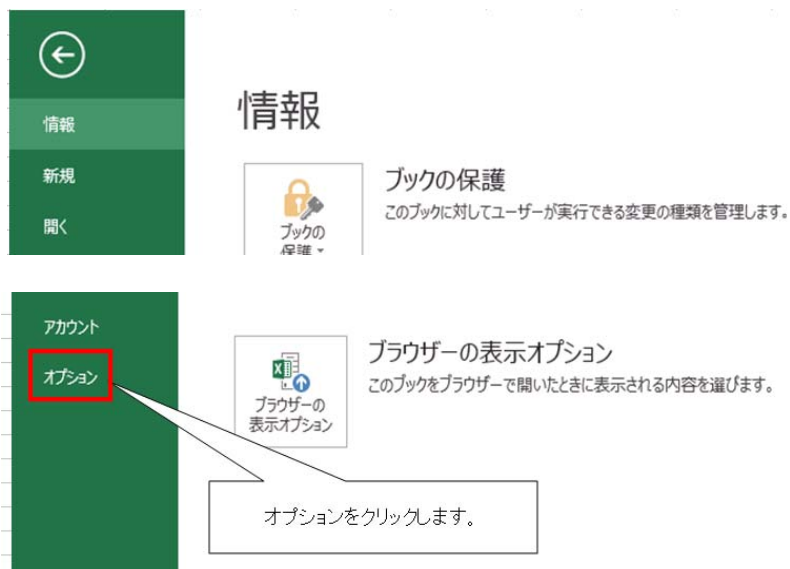 情報
情報
新規
開く
ブックの保護
このブックに対してユーザーが実行できる変更の種類を管理します。
ブックの
保護
アカウント
オプション
ブラウザーの表示オプション
このブックをブラウザーで開いたときに表示される内容を選びます。
ブラウザーの
表示オプション
オプションをクリックします。